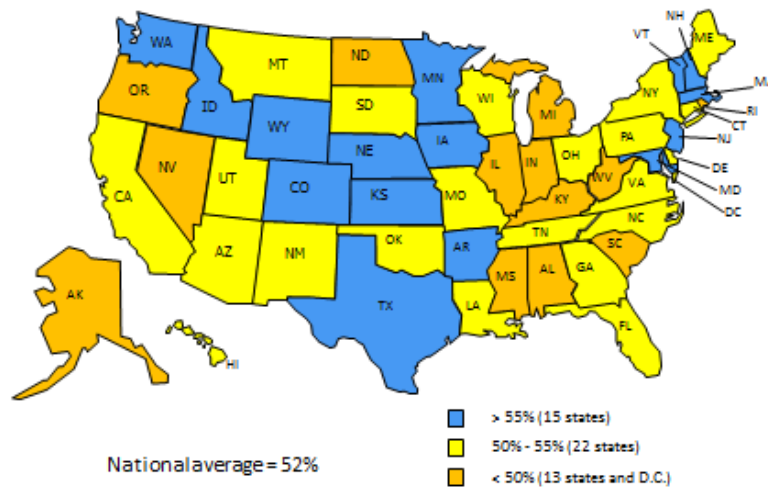 NH
VT
ME
WA
MT
ND
MN
OR
ID
SD
WI
NY
MI
RI
CT
WY
IA
PA
NJ
NE
OH
DE
NV
IL
IN
WV
MD
CA
UT
CO
KS
MO
KY
VA
DC
NC
TN
AZ
NM
OK
AR
SC
MS
AL
GA
AK
TX
LA
FL
HI
> 55% (15 states)
50% - 55% (22 states)
< 50% (13 states and D.C.)
National average = 52%